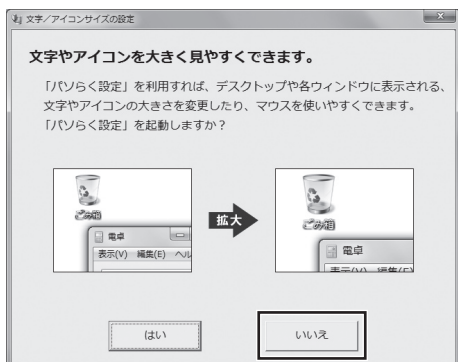 文字／アイコンサイズの設定
文字やアイコンを大きく見やすくできます。
「パソらく設定」を利用すれば、デスクトップや各ウィンドウに表示される、
文字やアイコンの大きさを変更したり、マウスを使いやすくできます。
「パソらく設定」を起動しますか？
ごみ箱
電卓
表示(V) 編集(E) ヘル
拡大
ごみ箱
電卓
表示(V) 編集(E)
はい
いいえ